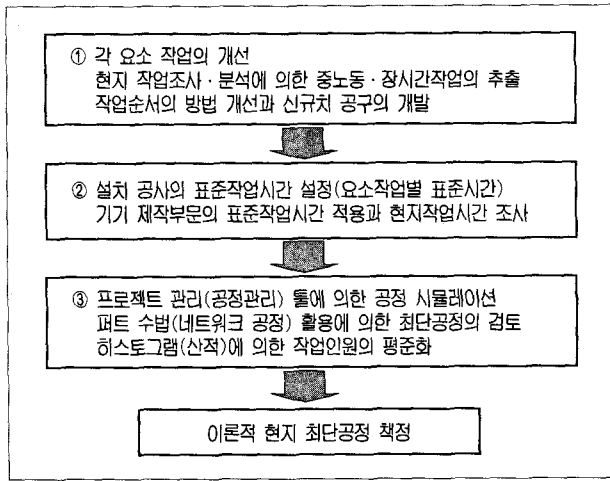 ① 각 요소 작업의 개선
현지 작업조사·분석에 의한 중노동·장시간작업의 추출
작업순서의 방법 개선과 신규치 공구의 개발
② 설치 공사의 표준작업시간 설정(요소작업별 표준시간)
기기 제작부문의 표준작업시간 적용과 현지작업시간 조사
③ 프로젝트 관리(공정관리) 툴에 의한 공정 시뮬레이션
퍼트 수법(네트워크 공정) 활용에 의한 최단공정의 검토
히스토그램(산적)에 의한 작업인원의 평준화
이론적 현지 최단공정 책정